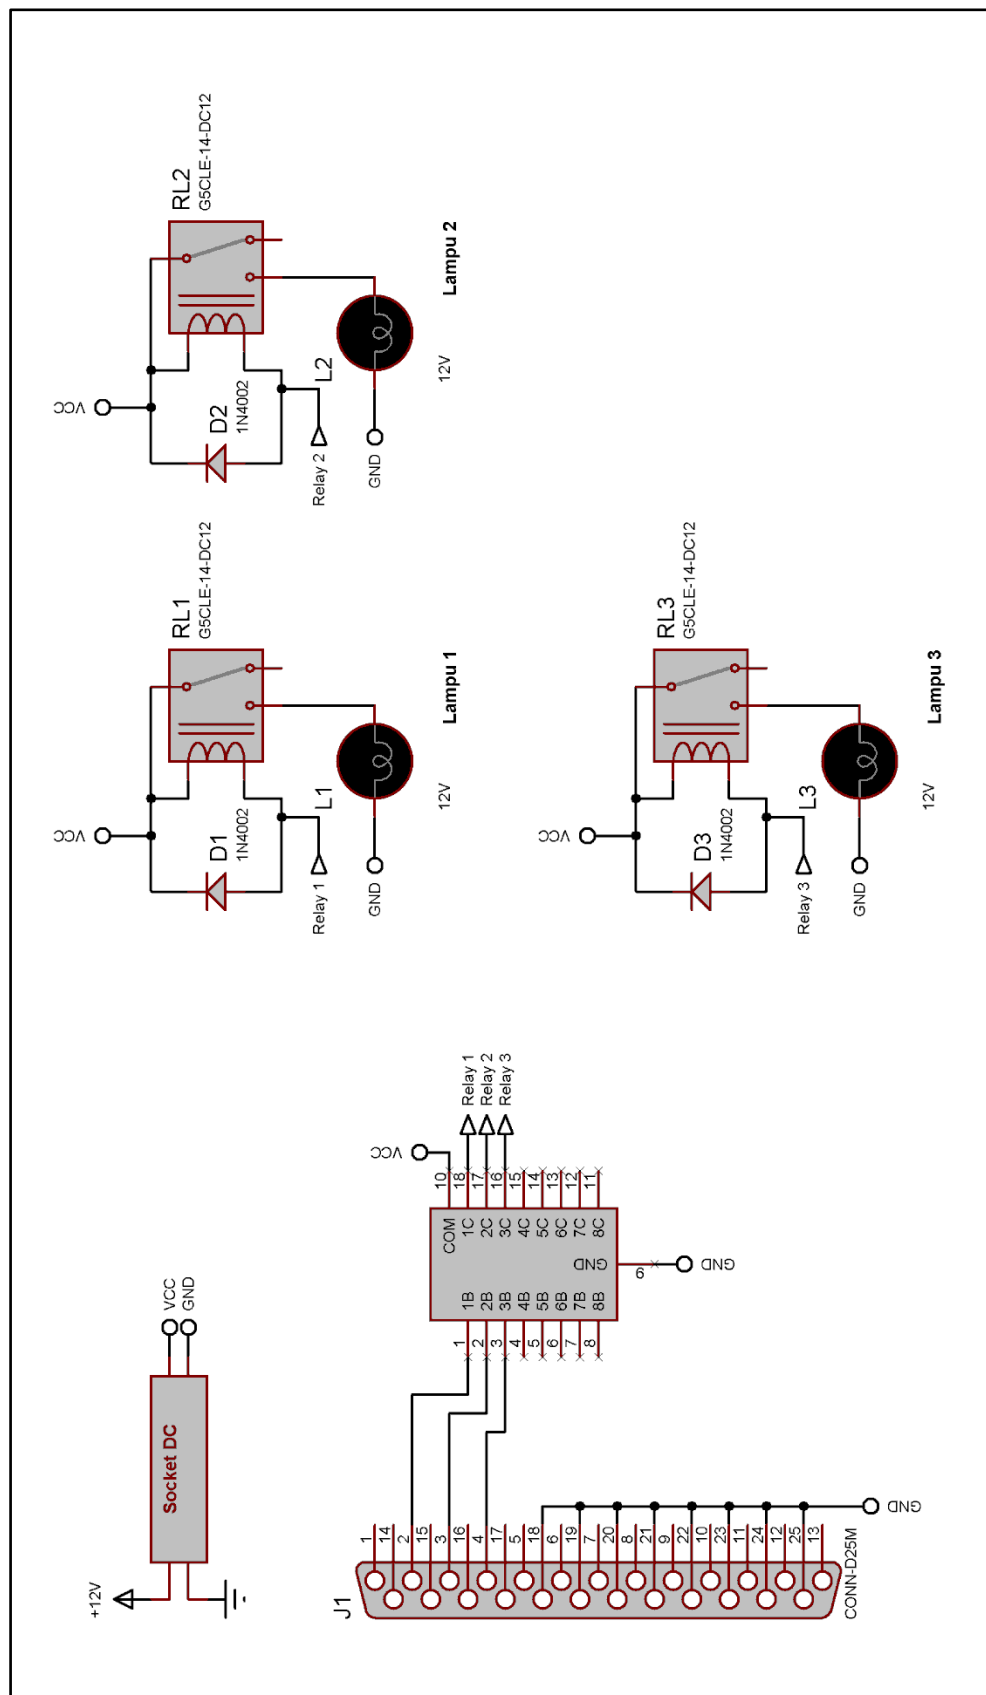 +12V
Socket DC
VCC
GND
J1
1
14
2
15
3
16
4
17
5
18
6
19
7
20
8
21
9
22
10
23
11
24
12
25
13
CONN-D25M
GND
1
2
3
4
5
6
7
8
1B
2B
3B
4B
5B
6B
7B
8B
COM
1C
2C
3C
4C
5C
6C
7C
8C
GND
9
GND
10
18
17
16
15
14
13
12
11
VCC
Relay 1
Relay 2
Relay 3
VCC
D1
1N4002
RL1
G5CLE-14-DC12
Relay 1
L1
GND
12V
Lampu 1
VCC
D2
1N4002
RL2
G5CLE-14-DC12
Relay 2
L2
GND
12V
Lampu 2
VCC
D3
1N4002
RL3
G5CLE-14-DC12
Relay 3
L3
GND
12V
Lampu 3